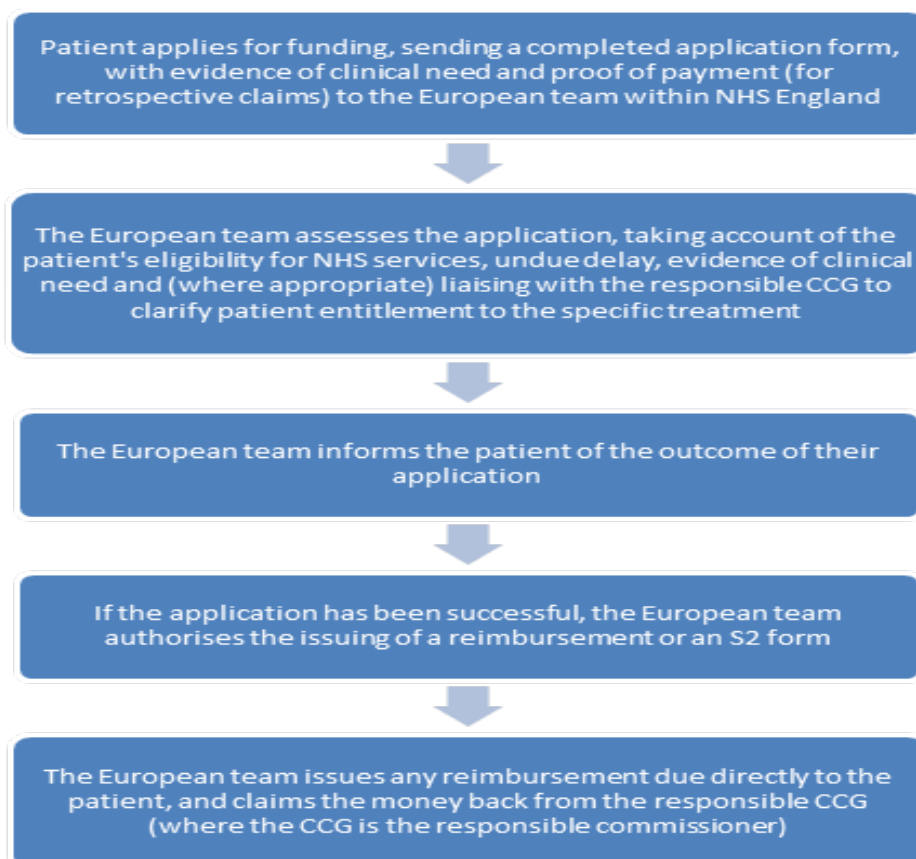 Patient applies for funding, sending a completed application form,
with evidence of clinical need and proof of payment (for
retrospective claims) to the European team within NHS England
The European team assesses the application, taking account of the
patient's eligibility for NHS services, undue delay, evidence of clinical
need and (where appropriate) liaising with the responsible CCG to
clarify patient entitlement to the specific treatment
The European team informs the patient of the outcome of their
application
If the application has been successful, the European team
authorises the issuing of a reimbursement or an S2 form
The European team issues any reimbursement due directly to the
patient, and claims the money back from the responsible CCG
(where the CCG is the responsible commissioner)